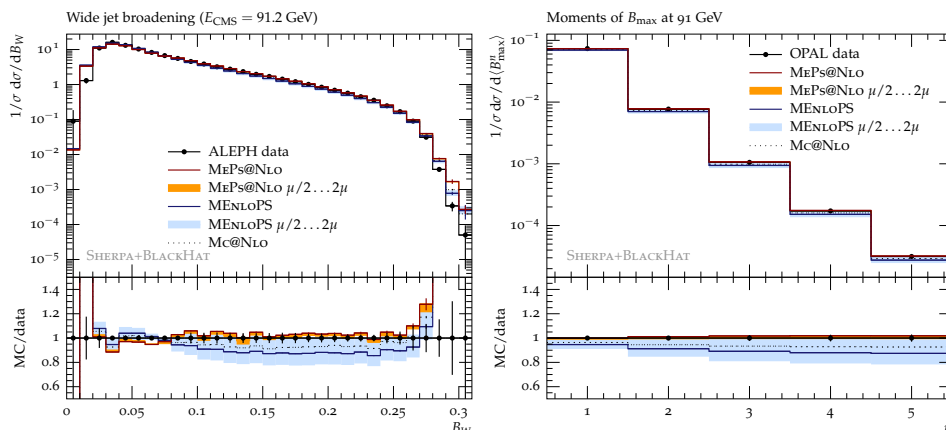 Wide jet broadening (E_CMS = 91.2 GeV)
1/σ dσ/dB_W
10^1
1
10^−1
10^−2
10^−3
10^−4
10^−5
ALEPH data
MEPS@NLO
MEPS@NLO μ/2...2μ
MENLOPS
MENLOPS μ/2...2μ
MC@NLO
SHERPA+BLACKHAT
MC/data
1.4
1.2
1
0.8
0.6
0 0.05 0.1 0.15 0.2 0.25 0.3
B_W
Moments of B_max at 91 GeV
1/σ dσ/d⟨B^n_max⟩
10^−1
10^−2
10^−3
10^−4
OPAL data
MEPS@NLO
MEPS@NLO μ/2...2μ
MENLOPS
MENLOPS μ/2...2μ
MC@NLO
SHERPA+BLACKHAT
MC/data
1.4
1.2
1
0.8
0.6
1 2 3 4 5